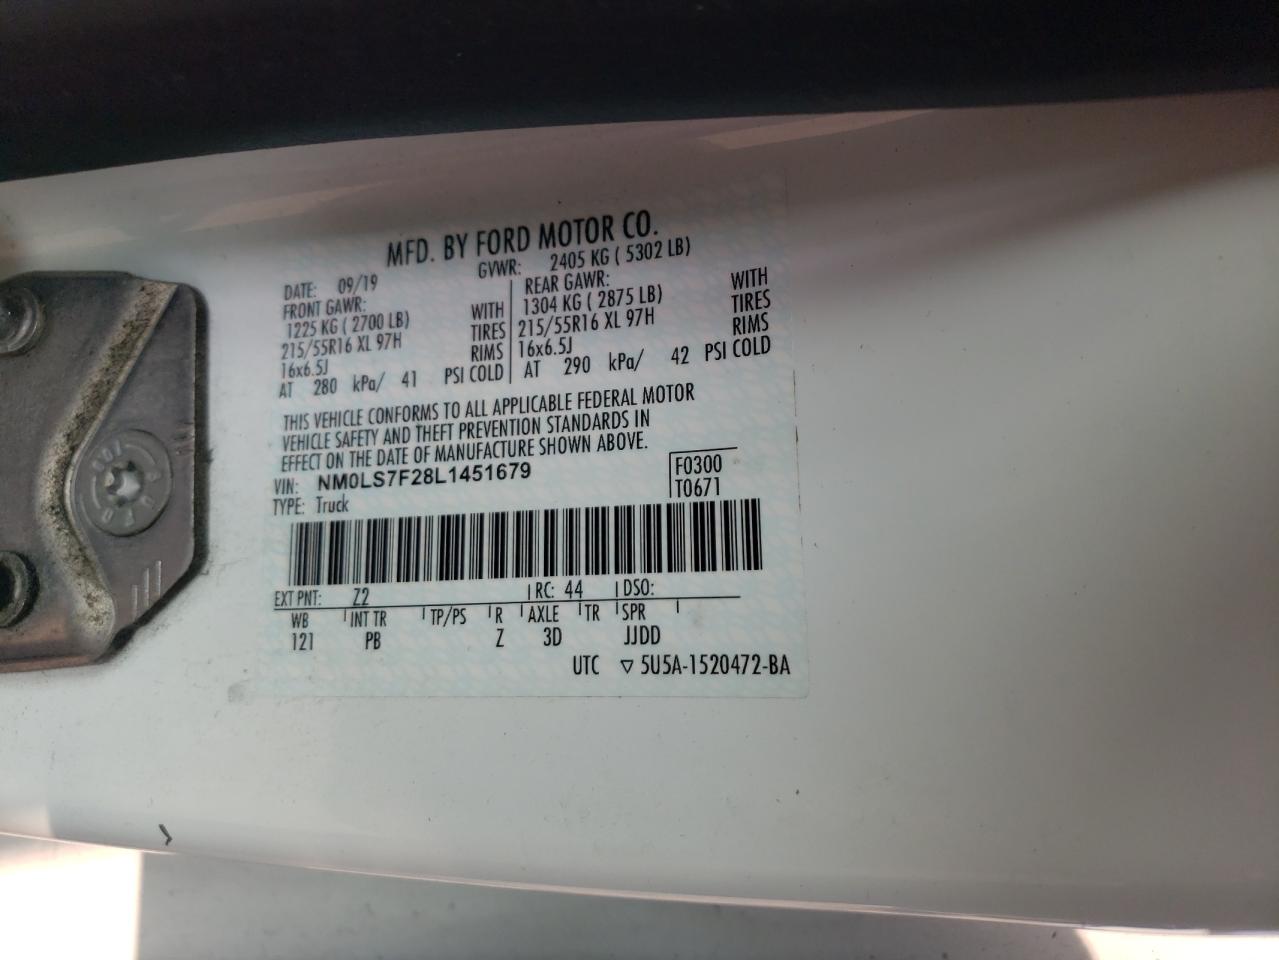 MFD. BY FORD MOTOR CO.
DATE: 09/19 GVWR: 2405 KG ( 5302 LB)
FRONT GAWR: WITH
1225 KG ( 2700 LB) TIRES
215/55R16 XL 97H RIMS
16x6.5J
AT 280 kPa/ 41 PSI COLD
REAR GAWR: WITH
1304 KG ( 2875 LB) TIRES
215/55R16 XL 97H RIMS
16x6.5J
AT 290 kPa/ 42 PSI COLD
THIS VEHICLE CONFORMS TO ALL APPLICABLE FEDERAL MOTOR
VEHICLE SAFETY AND THEFT PREVENTION STANDARDS IN
EFFECT ON THE DATE OF MANUFACTURE SHOWN ABOVE.
VIN: NM0LS7F28L1451679 F0300
TYPE: Truck T0671
EXT PNT: Z2 RC: 44 DSO:
WB INT TR TP/PS R AXLE TR SPR
121 PB Z 3D JJDD
UTC ▽ 5U5A-1520472-BA